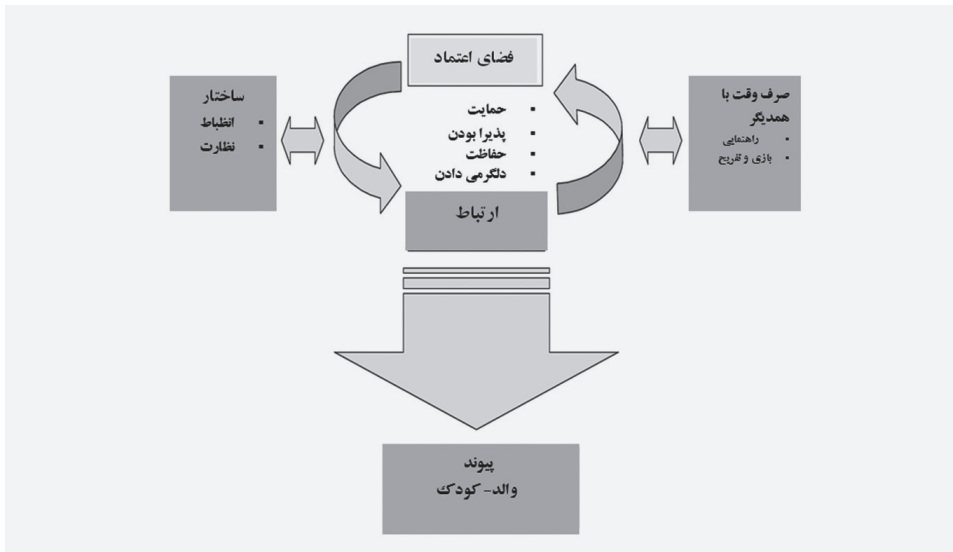 فضای اعتماد
▪ حمایت
▪ پذیرا بودن
▪ حفاظت
▪ دلگرمی دادن
ارتباط
صرف وقت با
همدیگر
▪ راهنمایی
▪ بازی و تفریح
ساختار
▪ انظباط
▪ نظارت
پیوند
والد- کودک